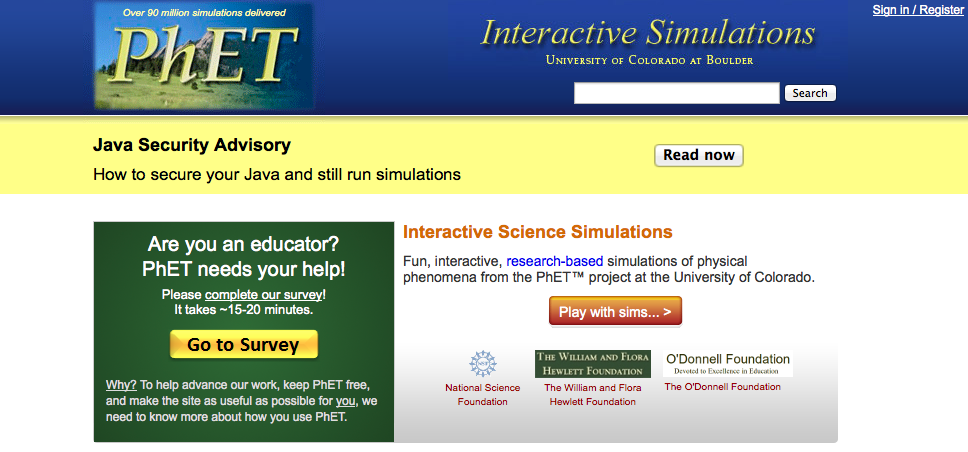 Sign in / Register
Over 90 million simulations delivered
PhET
Interactive Simulations
UNIVERSITY OF COLORADO AT BOULDER
Search
Java Security Advisory
How to secure your Java and still run simulations
Read now
Are you an educator?
PhET needs your help!
Please complete our survey!
It takes ~15-20 minutes.
Go to Survey
Why? To help advance our work, keep PhET free,
and make the site as useful as possible for you, we
need to know more about how you use PhET.
Interactive Science Simulations
Fun, interactive, research-based simulations of physical
phenomena from the PhET™ project at the University of Colorado.
Play with sims... >
NSF
National Science
Foundation
THE WILLIAM AND FLORA
HEWLETT FOUNDATION
The William and Flora
Hewlett Foundation
O'Donnell Foundation
Devoted to Excellence in Education
The O'Donnell Foundation